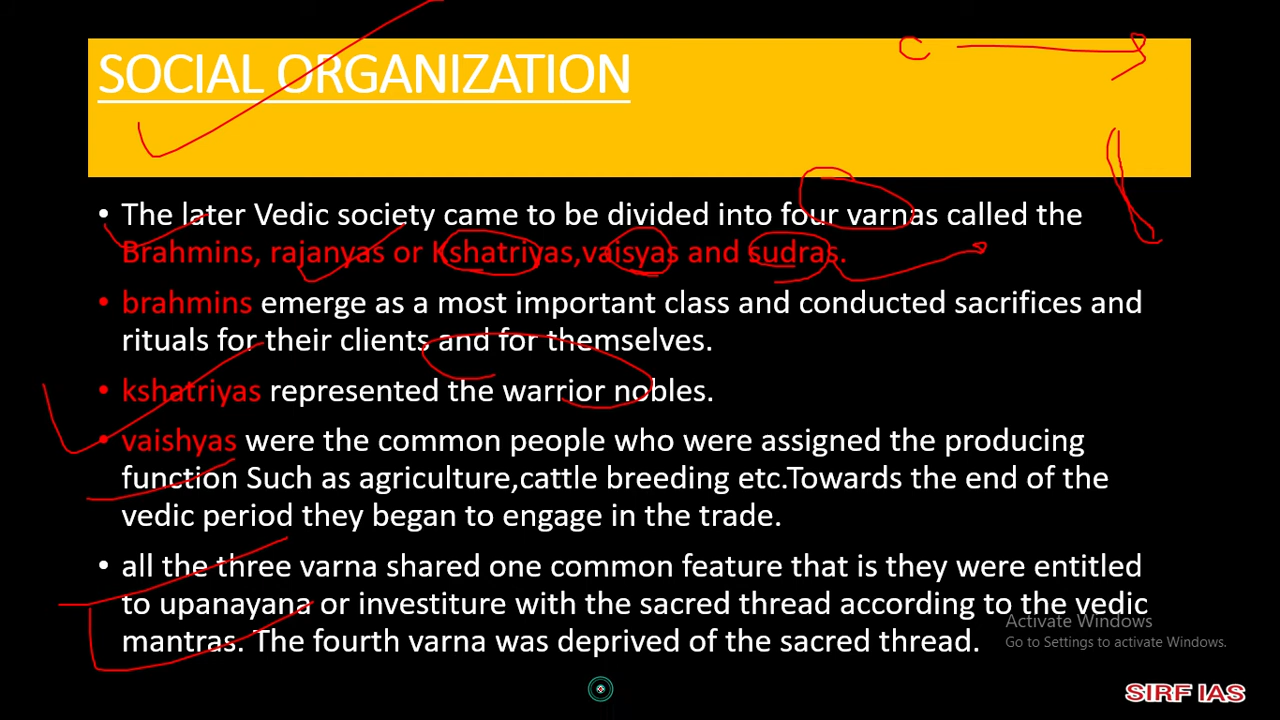 SOCIAL ORGANIZATION
• The later Vedic society came to be divided into four varnas called the
Brahmins, rajanyas or Kshatriyas,vaisyas and sudras.
• brahmins emerge as a most important class and conducted sacrifices and
rituals for their clients and for themselves.
• kshatriyas represented the warrior nobles.
• vaishyas were the common people who were assigned the producing
function Such as agriculture,cattle breeding etc.Towards the end of the
vedic period they began to engage in the trade.
• all the three varna shared one common feature that is they were entitled
to upanayana or investiture with the sacred thread according to the vedic
mantras. The fourth varna was deprived of the sacred thread.
Activate Windows
Go to Settings to activate Windows.
SIRF IAS